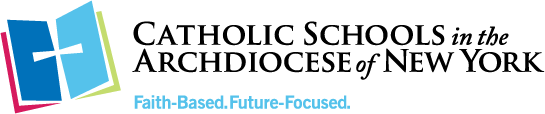 CATHOLIC SCHOOLS in the
ARCHDIOCESE of NEW YORK
Faith-Based. Future-Focused.